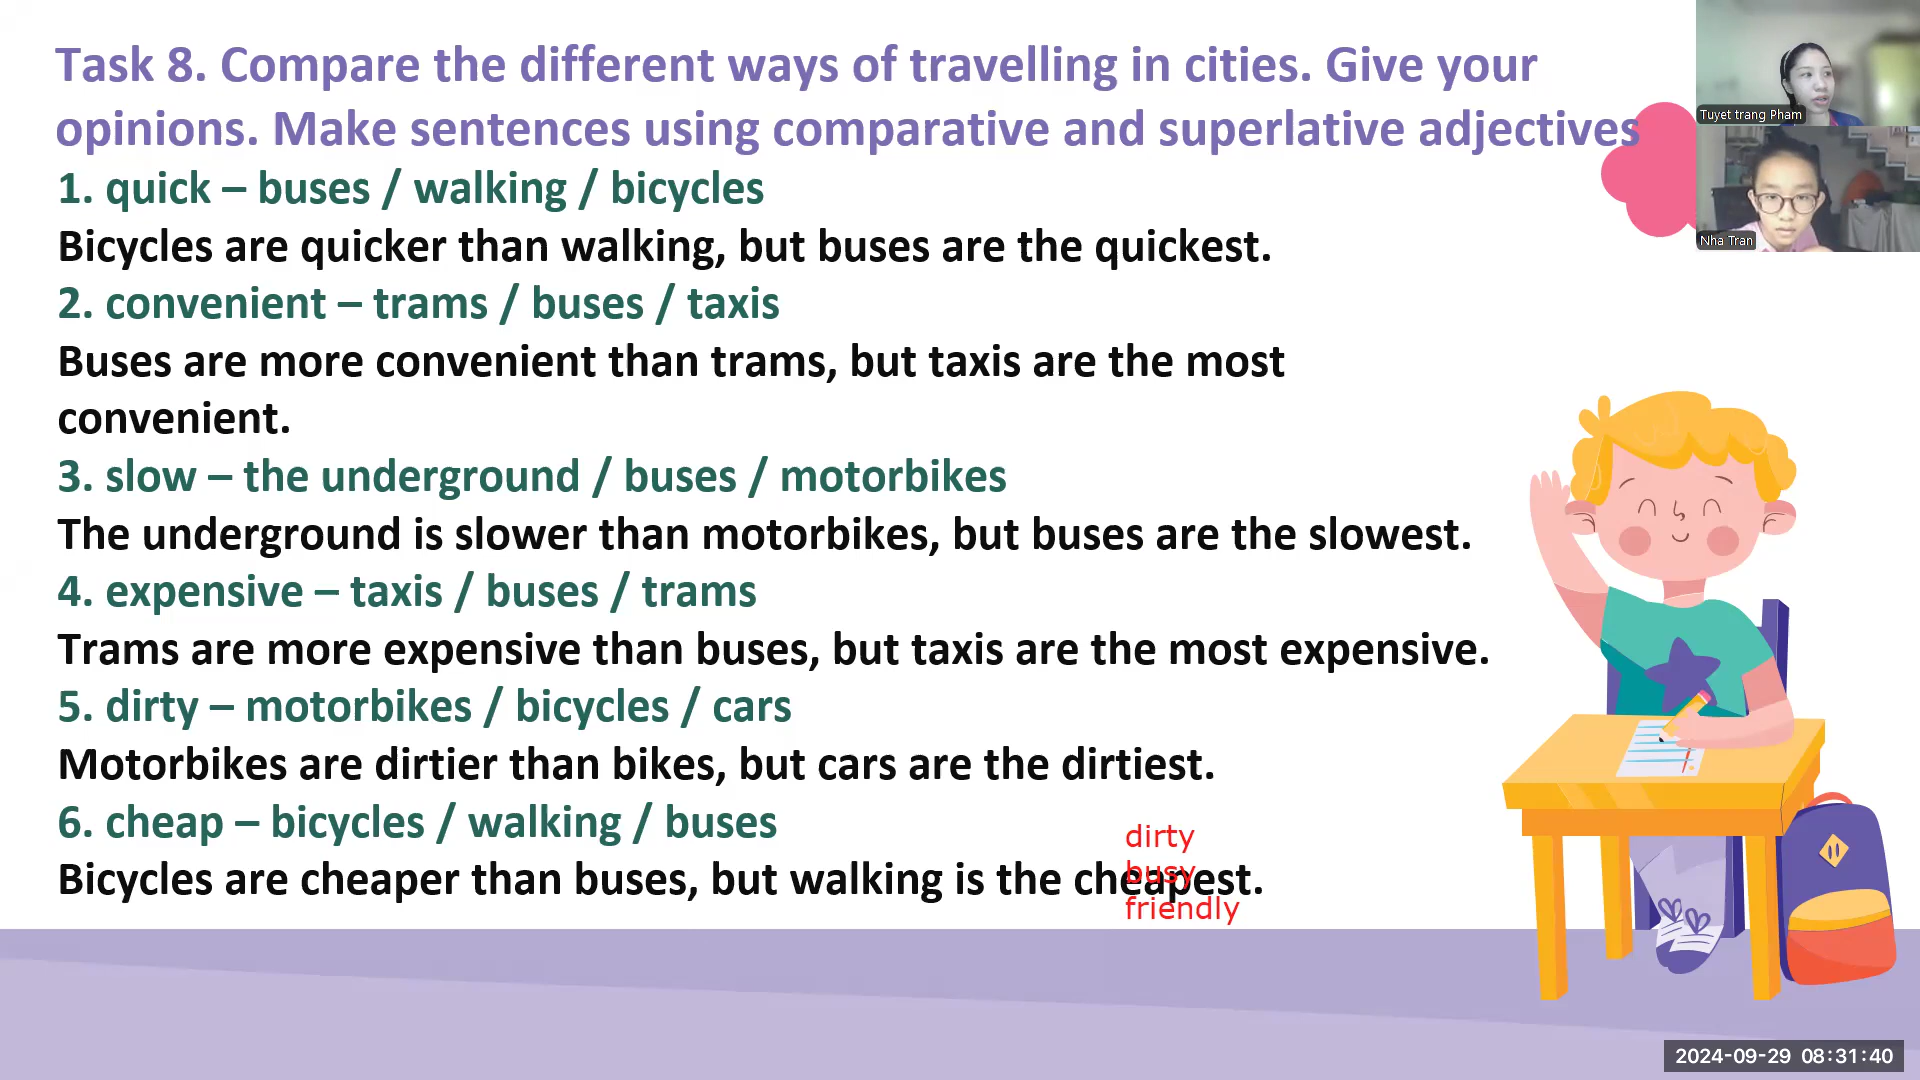 Task 8. Compare the different ways of travelling in cities. Give your
opinions. Make sentences using comparative and superlative adjectives
1. quick – buses / walking / bicycles
Bicycles are quicker than walking, but buses are the quickest.
2. convenient – trams / buses / taxis
Buses are more convenient than trams, but taxis are the most
convenient.
3. slow – the underground / buses / motorbikes
The underground is slower than motorbikes, but buses are the slowest.
4. expensive – taxis / buses / trams
Trams are more expensive than buses, but taxis are the most expensive.
5. dirty – motorbikes / bicycles / cars
Motorbikes are dirtier than bikes, but cars are the dirtiest.
6. cheap – bicycles / walking / buses
Bicycles are cheaper than buses, but walking is the cheapest.
dirty
busy
friendly
Tuyet trang Pham
Nha Tran
2024-09-29 08:31:40